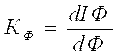 K_Φ = dIΦ / dΦ